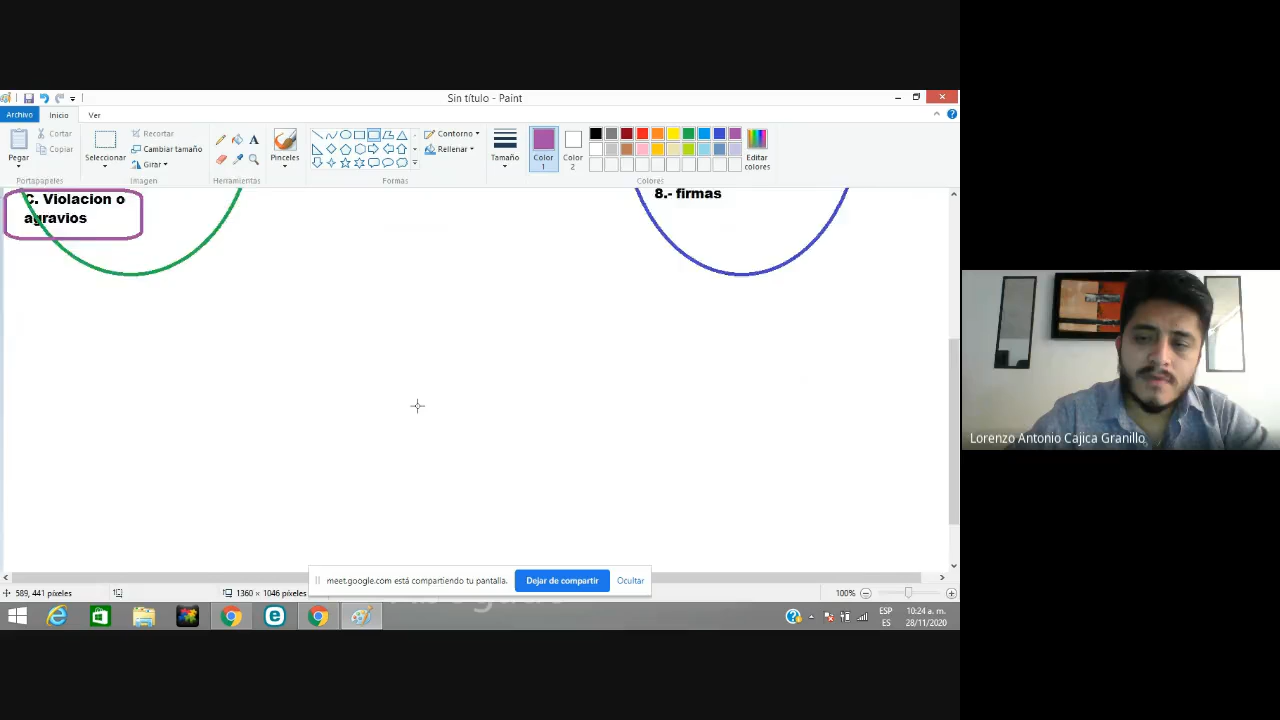 Sin título - Paint
Archivo Inicio Ver
Pegar
Cortar
Copiar
Portapapeles
Seleccionar
Recortar
Cambiar tamaño
Girar
Imagen
A
Herramientas
Pinceles
Contorno
Rellenar
Formas
Tamaño
Color
1
Color
2
Editar
colores
Colores
C. Violacion o
agravios
8.- firmas
Lorenzo Antonio Cajica Granillo
meet.google.com está compartiendo tu pantalla. Dejar de compartir Ocultar
589, 441 píxeles 1360 × 1046 píxeles 100%
ESP
ES
10:24 a. m.
28/11/2020